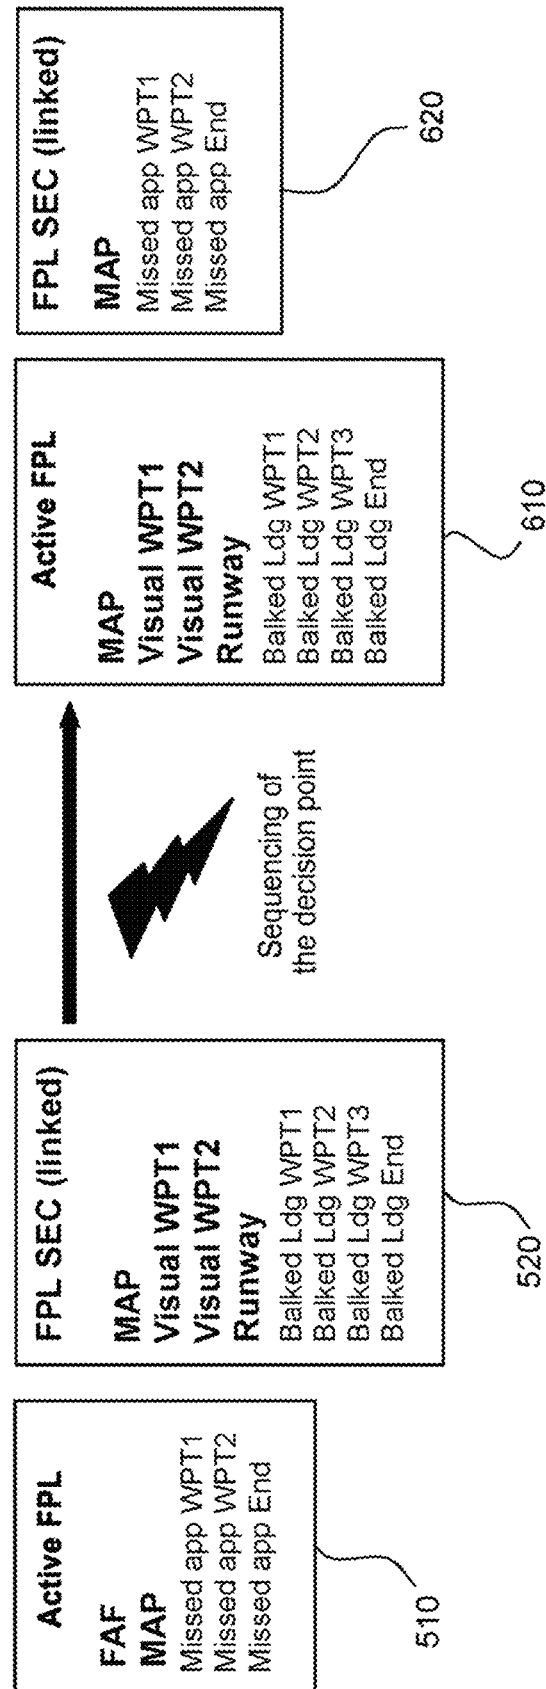 Active FPL
FAF
MAP
Missed app WPT1
Missed app WPT2
Missed app End
510
FPL SEC (linked)
MAP
Visual WPT1
Visual WPT2
Runway
Balked Ldg WPT1
Balked Ldg WPT2
Balked Ldg WPT3
Balked Ldg End
520
Sequencing of
the decision point
Active FPL
MAP
Visual WPT1
Visual WPT2
Runway
Balked Ldg WPT1
Balked Ldg WPT2
Balked Ldg WPT3
Balked Ldg End
610
FPL SEC (linked)
MAP
Missed app WPT1
Missed app WPT2
Missed app End
620